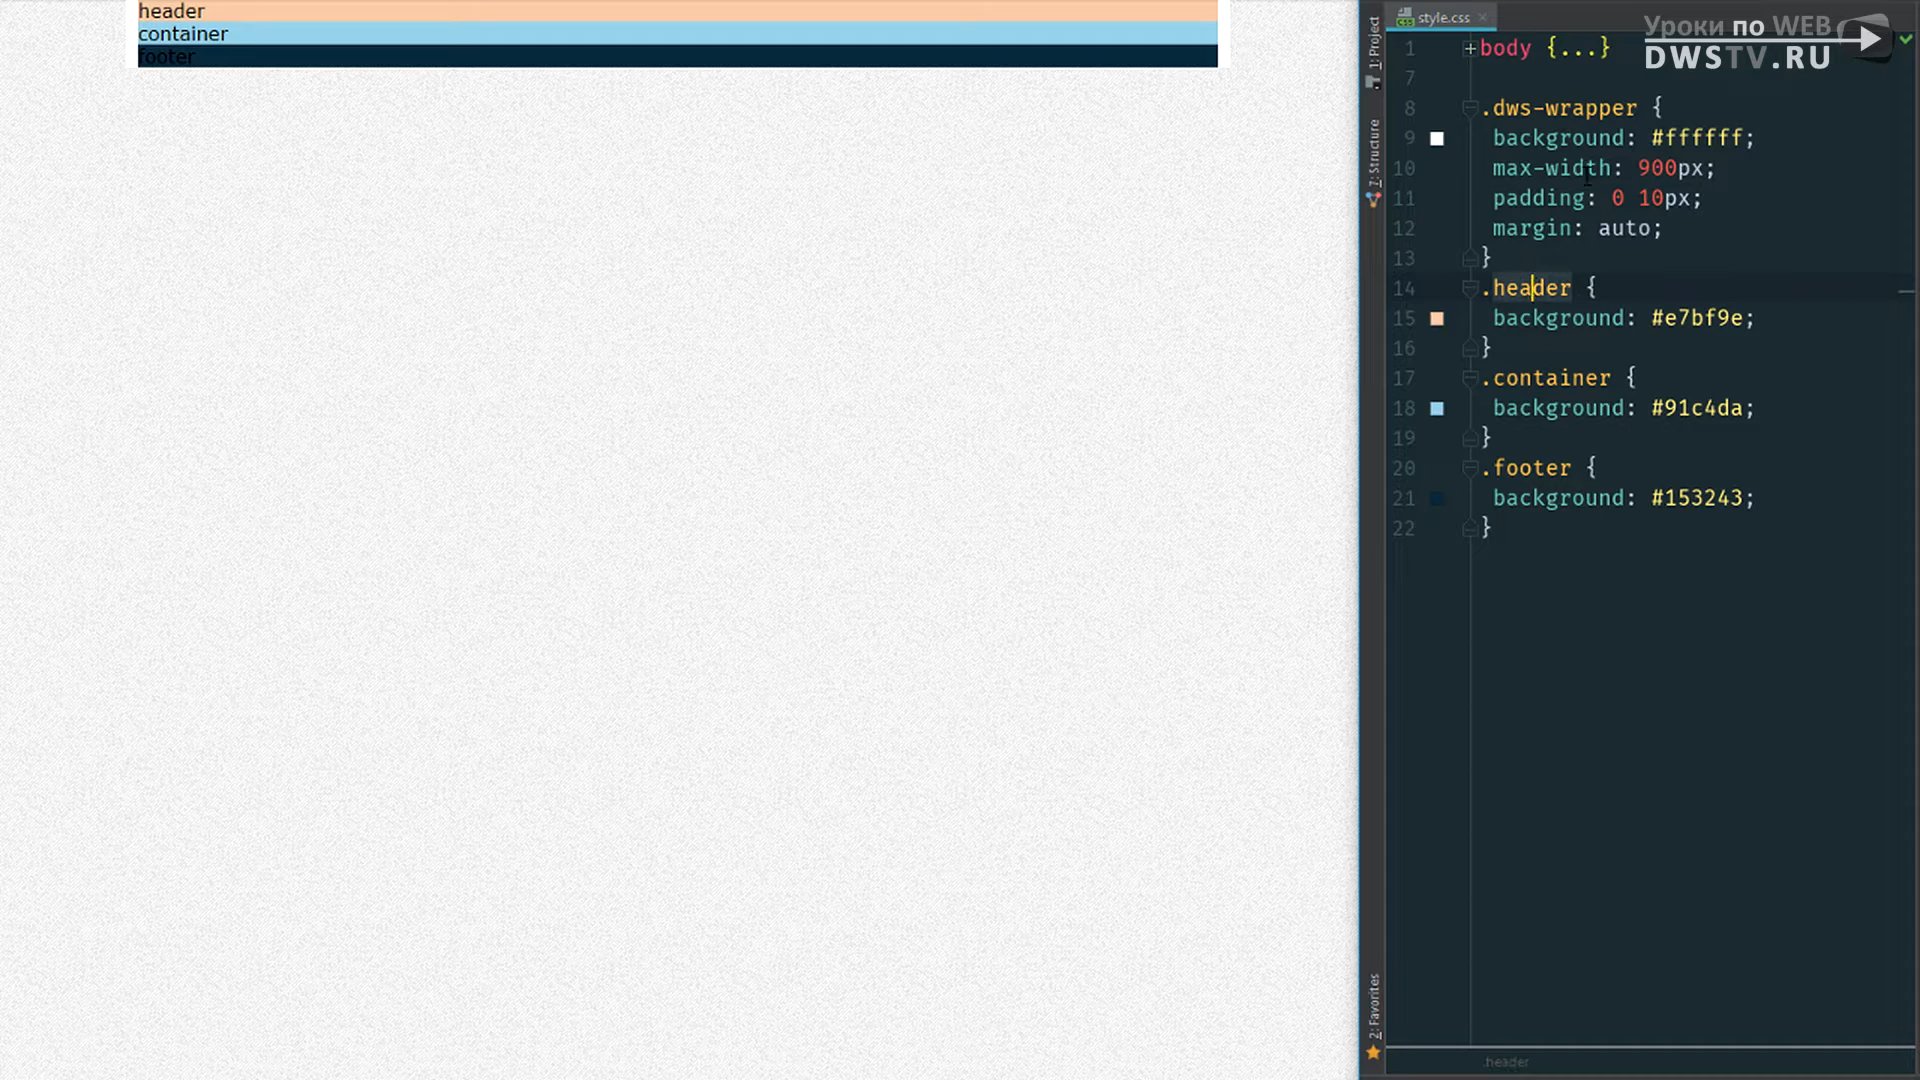 header
container
footer
1: Project
7: Structure
2: Favorites
style.css
Уроки по WEB
DWSTV.RU
1 body {...}
7
8 .dws-wrapper {
9 background: #ffffff;
10 max-width: 900px;
11 padding: 0 10px;
12 margin: auto;
13 }
14 .header {
15 background: #e7bf9e;
16 }
17 .container {
18 background: #91c4da;
19 }
20 .footer {
21 background: #153243;
22 }
.header